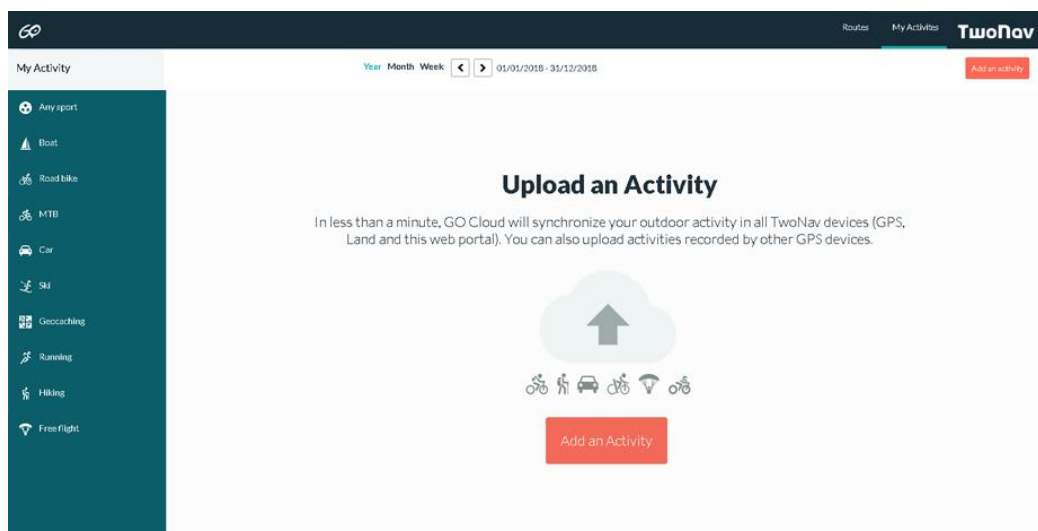 GO
Routes
My Activites
TwoNav
My Activity
Year Month Week
01/01/2018 - 31/12/2018
Add an activity
Any sport
Boat
Road bike
MTB
Car
Ski
Geocaching
Running
Hiking
Free flight
Upload an Activity
In less than a minute, GO Cloud will synchronize your outdoor activity in all TwoNav devices (GPS,
Land and this web portal). You can also upload activities recorded by other GPS devices.
Add an Activity